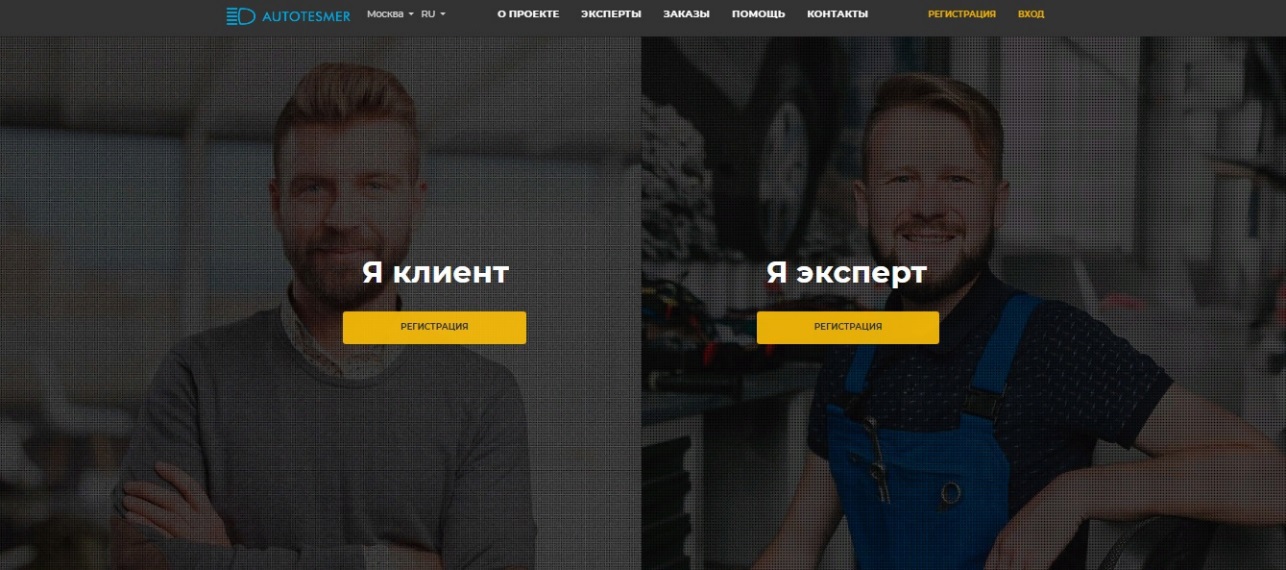 AUTOTESMER Москва RU О ПРОЕКТЕ ЭКСПЕРТЫ ЗАКАЗЫ ПОМОЩЬ КОНТАКТЫ РЕГИСТРАЦИЯ ВХОД
Я клиент
РЕГИСТРАЦИЯ
Я эксперт
РЕГИСТРАЦИЯ